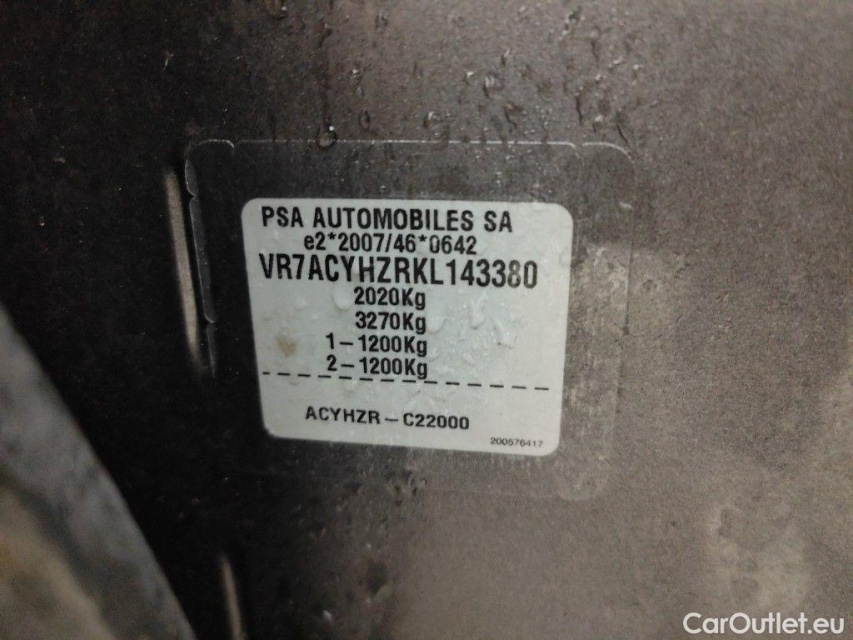 PSA AUTOMOBILES SA
e2*2007/46*0642
VR7ACYHZRKL143380
2020Kg
3270Kg
1-1200Kg
2-1200Kg
ACYHZR-C22000
200576417
CarOutlet.eu